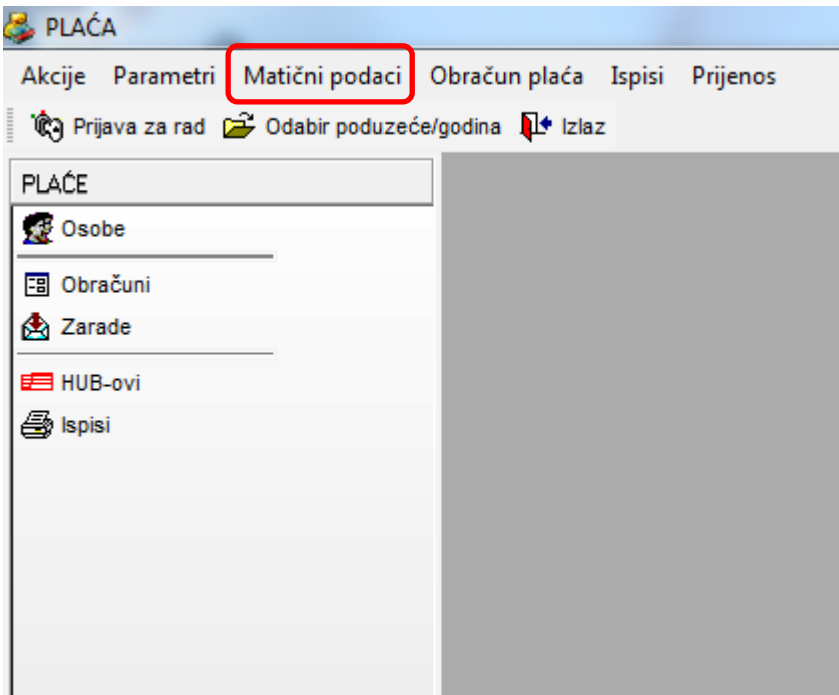 PLAĆA
Akcije Parametri Matični podaci Obračun plaća Ispisi Prijenos
Prijava za rad Odabir poduzeće/godina Izlaz
PLAĆE
Osobe
Obračuni
Zarade
HUB-ovi
Ispisi